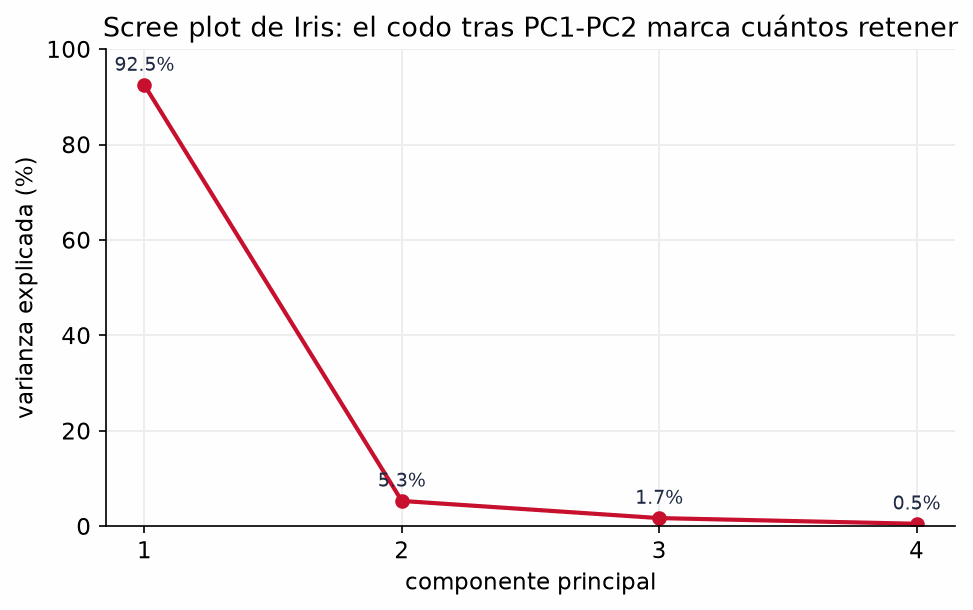 Scree plot de Iris: el codo tras PC1-PC2 marca cuántos retener
100
80
60
40
20
0
varianza explicada (%)
92.5%
5.3%
1.7%
0.5%
1 2 3 4
componente principal